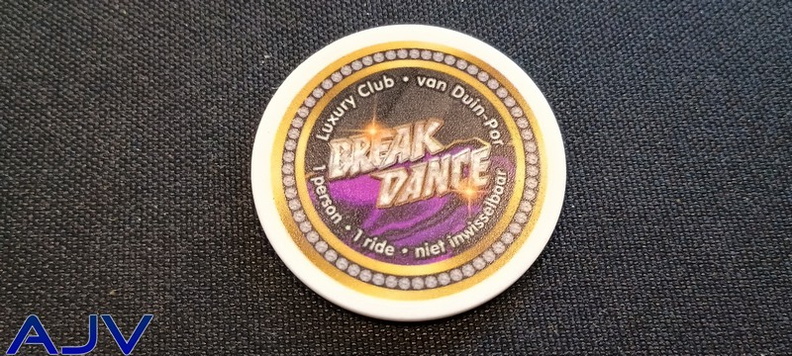 Luxury Club • van Duin-Por
BREAK
DANCE
1 person • 1 ride • niet inwisselbaar
AJV